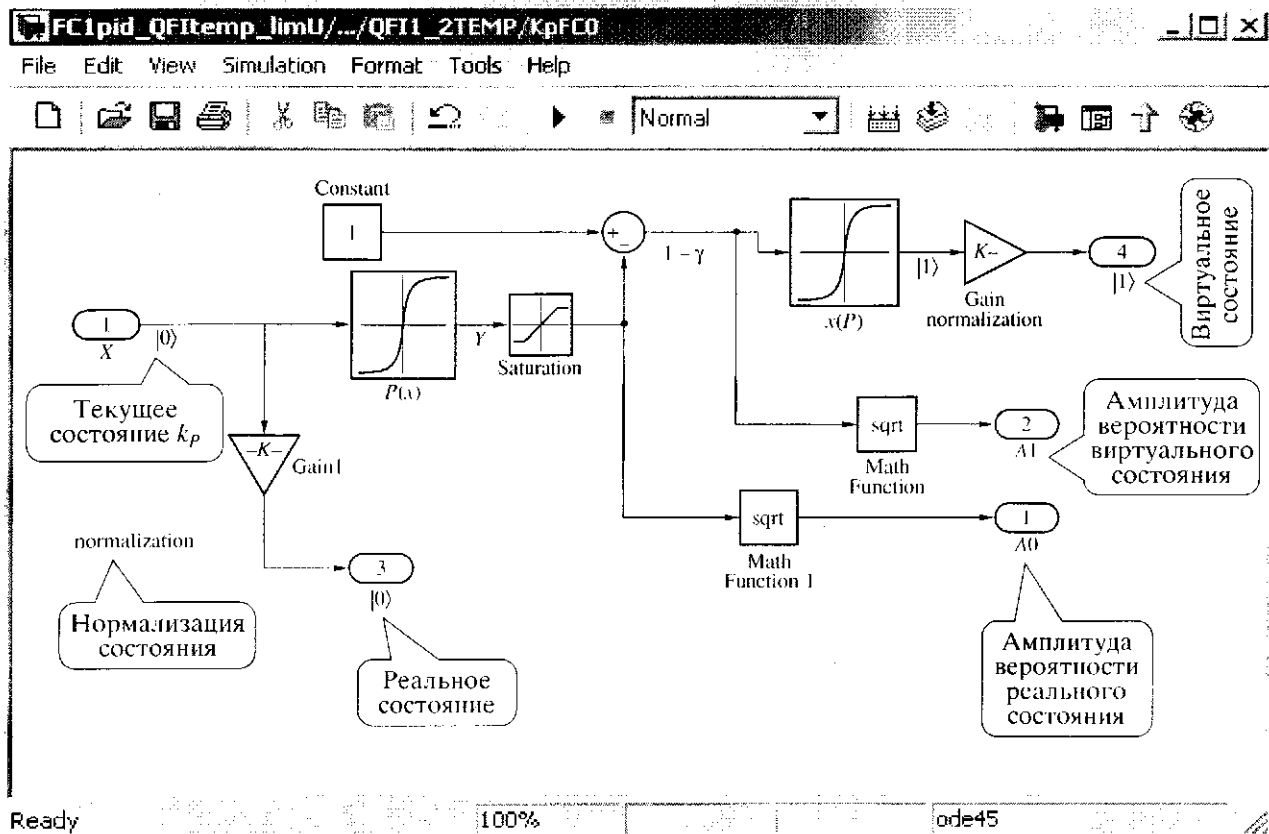 FC1pid_QFItemp_limU/.../QFI1_2TEMP/KpFC0
File Edit View Simulation Format Tools Help
Normal
Constant
1
+
−
1 − γ
x(P)
|1⟩
K-
Gain
normalization
4
|1⟩
Виртуальное
состояние
1
X
|0⟩
P(x)
Y
Saturation
Текущее
состояние kP
-K-
Gain1
sqrt
Math
Function
2
A1
Амплитуда
вероятности
виртуального
состояния
sqrt
Math
Function 1
1
A0
normalization
3
|0⟩
Нормализация
состояния
Реальное
состояние
Амплитуда
вероятности
реального
состояния
Ready 100% ode45